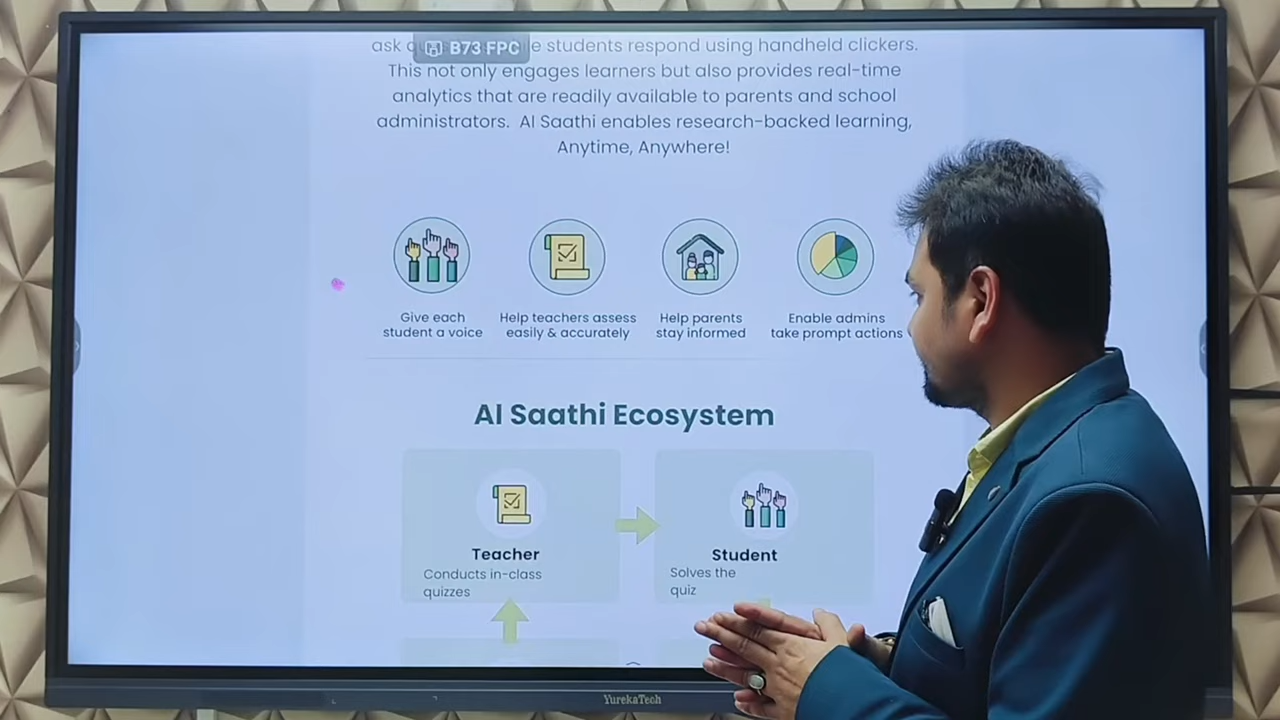 ask
B73 FPC
e students respond using handheld clickers.
This not only engages learners but also provides real-time
analytics that are readily available to parents and school
administrators. AI Saathi enables research-backed learning,
Anytime, Anywhere!
Give each
student a voice
Help teachers assess
easily & accurately
Help parents
stay informed
Enable admins
take prompt actions
AI Saathi Ecosystem
Teacher
Conducts in-class
quizzes
Student
Solves the
quiz
YurekaTech